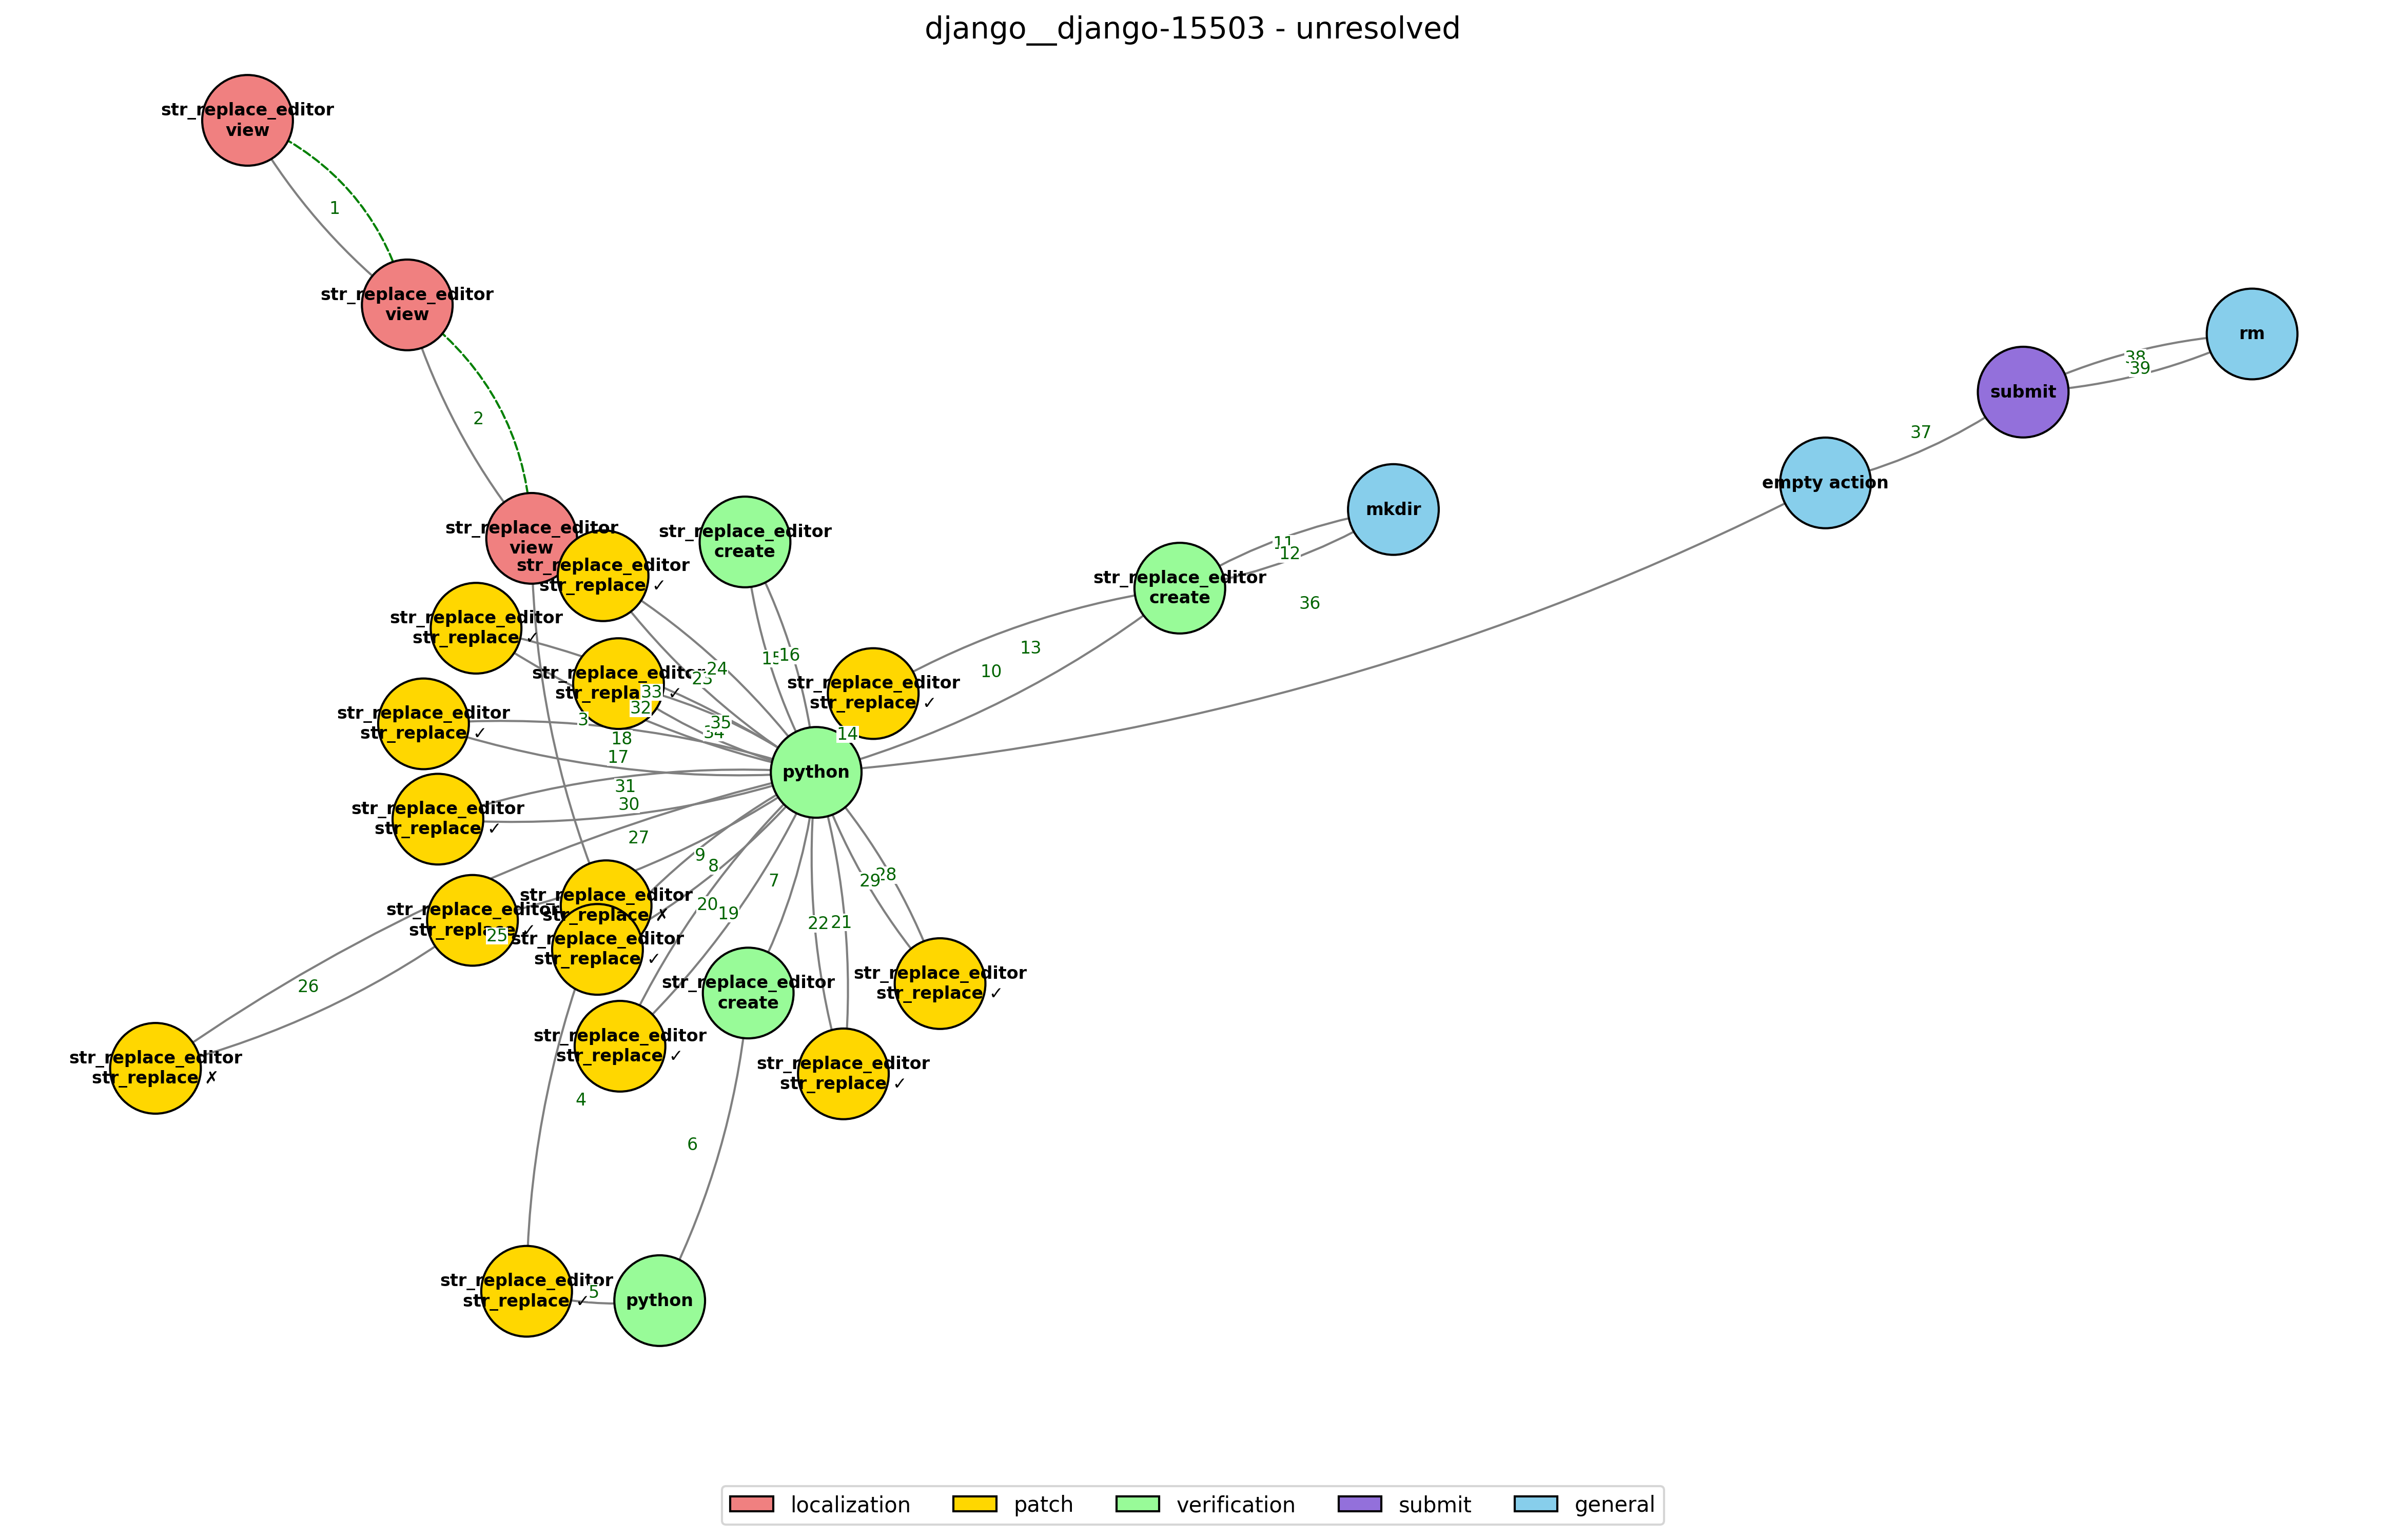 django__django-15503 - unresolved
str_replace_editor
view
1
str_replace_editor
view
2
rm
38
39
submit
37
empty action
mkdir
11
12
str_replace_editor
view
str_replace_editor
create
str_replace_editor
str_replace ✓
str_replace_editor
create
36
str_replace_editor
str_replace ✓
13
10
15
16
24
23
str_replace_editor
str_replace ✓
33
32
str_replace_editor
str_replace ✓
str_replace_editor
str_replace ✓
3
35
34
14
18
17
python
31
30
str_replace_editor
str_replace ✓
27
9
8
7
29
28
str_replace_editor
str_replace ✗
20
19
22
21
str_replace_editor
str_replace ✓
25
str_replace_editor
str_replace ✓
26
str_replace_editor
create
str_replace_editor
str_replace ✓
str_replace_editor
str_replace ✓
str_replace_editor
str_replace ✗
str_replace_editor
str_replace ✓
4
6
str_replace_editor
str_replace ✓
5
python
localization
patch
verification
submit
general